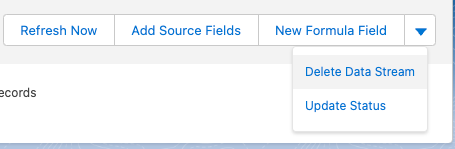 Refresh Now
Add Source Fields
New Formula Field
Delete Data Stream
Update Status
ecords